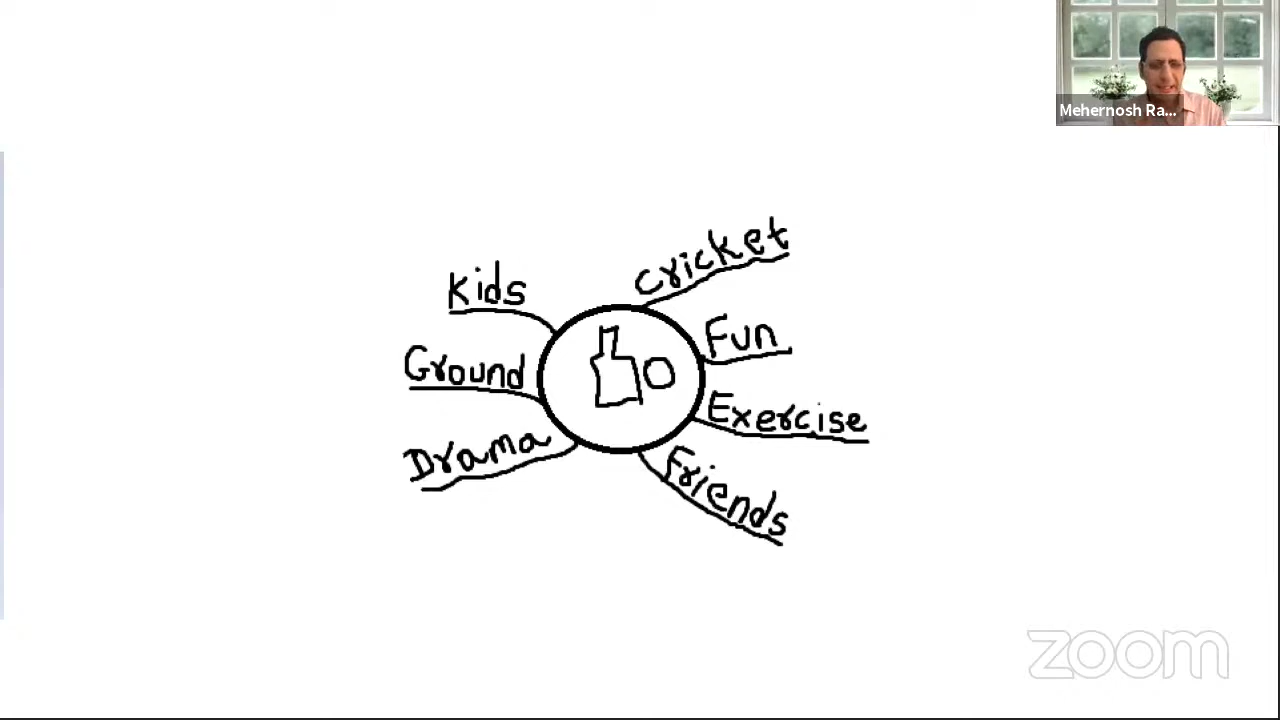 Mehernosh Ra...
Cricket
Kids
Fun
Ground
Exercise
Drama
Friends
zoom